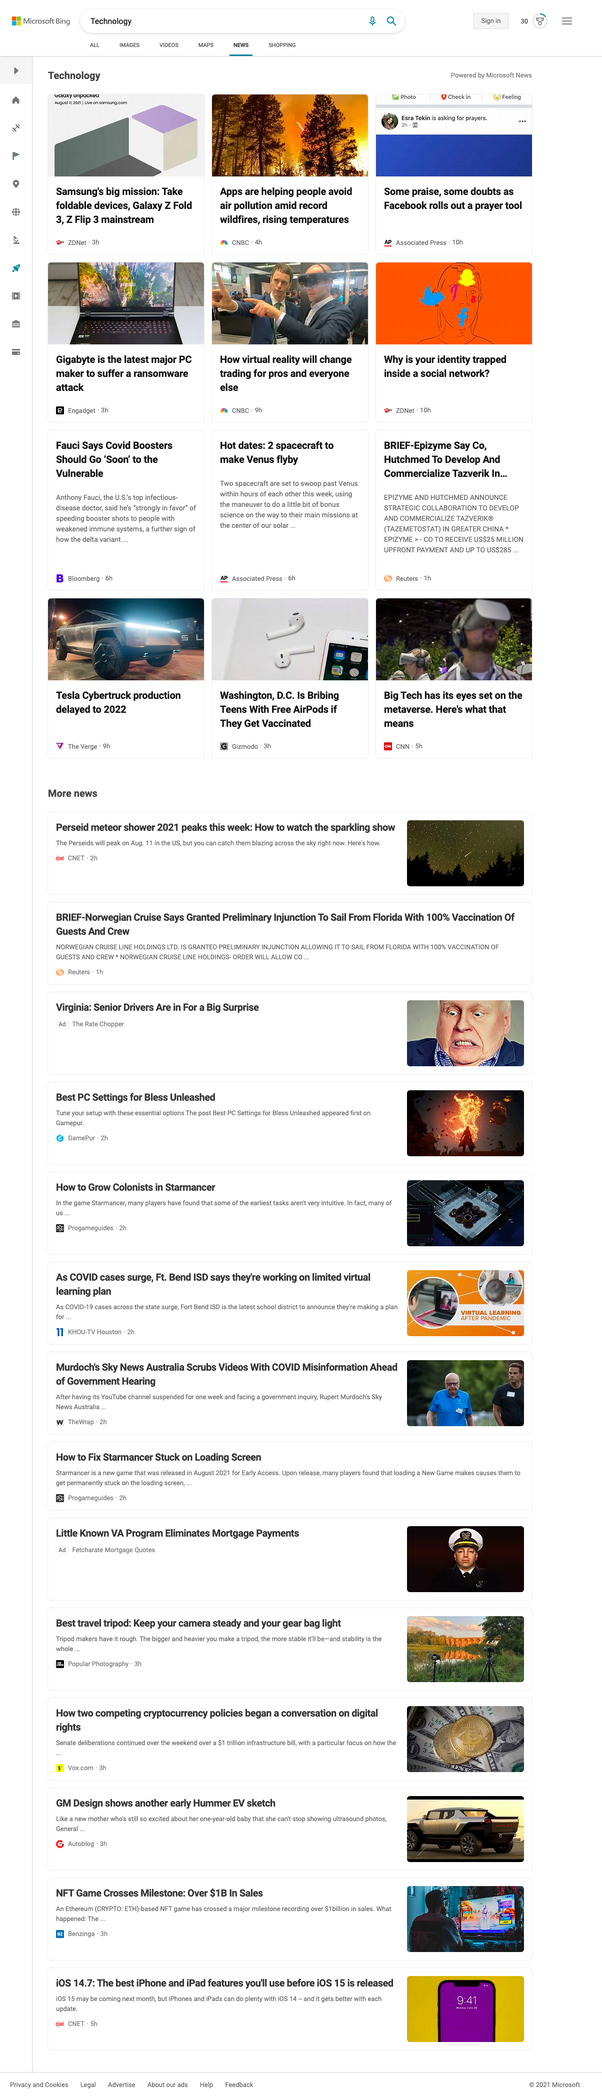 Microsoft Bing
Technology
Sign in
30
ALL
IMAGES
VIDEOS
MAPS
NEWS
SHOPPING
Technology
Powered by Microsoft News
Galaxy Unpacked
August 11, 2021 | Live on samsung.com
Samsung's big mission: Take
foldable devices, Galaxy Z Fold
3, Z Flip 3 mainstream
ZDNet · 3h
Apps are helping people avoid
air pollution amid record
wildfires, rising temperatures
CNBC · 4h
Photo
Check in
Feeling
Esra Tekin is asking for prayers.
2h ·
Some praise, some doubts as
Facebook rolls out a prayer tool
AP Associated Press · 10h
Gigabyte is the latest major PC
maker to suffer a ransomware
attack
Engadget · 3h
How virtual reality will change
trading for pros and everyone
else
CNBC · 9h
Why is your identity trapped
inside a social network?
ZDNet · 10h
Fauci Says Covid Boosters
Should Go ‘Soon’ to the
Vulnerable
Anthony Fauci, the U.S.’s top infectious-
disease doctor, said he’s “strongly in favor” of
speeding booster shots to people with
weakened immune systems, a further sign of
how the delta variant ...
B Bloomberg · 6h
Hot dates: 2 spacecraft to
make Venus flyby
Two spacecraft are set to swoop past Venus
within hours of each other this week, using
the maneuver to do a little bit of bonus
science on the way to their main missions at
the center of our solar ...
AP Associated Press · 6h
BRIEF-Epizyme Say Co,
Hutchmed To Develop And
Commercialize Tazverik In...
EPIZYME AND HUTCHMED ANNOUNCE
STRATEGIC COLLABORATION TO DEVELOP
AND COMMERCIALIZE TAZVERIK®
(TAZEMETOSTAT) IN GREATER CHINA *
EPIZYME > - CO TO RECEIVE US$25 MILLION
UPFRONT PAYMENT AND UP TO US$285 ...
Reuters · 1h
Tesla Cybertruck production
delayed to 2022
The Verge · 9h
Washington, D.C. Is Bribing
Teens With Free AirPods if
They Get Vaccinated
G Gizmodo · 3h
Big Tech has its eyes set on the
metaverse. Here's what that
means
CNN CNN · 5h
More news
Perseid meteor shower 2021 peaks this week: How to watch the sparkling show
The Perseids will peak on Aug. 11 in the US, but you can catch them blazing across the sky right now. Here's how.
CNET · 2h
BRIEF-Norwegian Cruise Says Granted Preliminary Injunction To Sail From Florida With 100% Vaccination Of
Guests And Crew
NORWEGIAN CRUISE LINE HOLDINGS LTD. IS GRANTED PRELIMINARY INJUNCTION ALLOWING IT TO SAIL FROM FLORIDA WITH 100% VACCINATION OF
GUESTS AND CREW * NORWEGIAN CRUISE LINE HOLDINGS- ORDER WILL ALLOW CO ...
Reuters · 1h
Virginia: Senior Drivers Are in For a Big Surprise
Ad The Rate Chopper
Best PC Settings for Bless Unleashed
Tune your setup with these essential options The post Best PC Settings for Bless Unleashed appeared first on
Gamepur.
GamePur · 2h
How to Grow Colonists in Starmancer
In the game Starmancer, many players have found that some of the earliest tasks aren't very intuitive. In fact, many of
us ...
Progameguides · 2h
As COVID cases surge, Ft. Bend ISD says they're working on limited virtual
learning plan
As COVID-19 cases across the state surge, Fort Bend ISD is the latest school district to announce they're making a plan
for ...
11 KHOU-TV Houston · 2h
VIRTUAL LEARNING
AFTER PANDEMIC
Murdoch's Sky News Australia Scrubs Videos With COVID Misinformation Ahead
of Government Hearing
After having its YouTube channel suspended for one week and facing a government inquiry, Rupert Murdoch's Sky
News Australia ...
W TheWrap · 2h
How to Fix Starmancer Stuck on Loading Screen
Starmancer is a new game that was released in August 2021 for Early Access. Upon release, many players found that loading a New Game makes causes them to
get permanently stuck on the loading screen, ...
Progameguides · 2h
Little Known VA Program Eliminates Mortgage Payments
Ad Fetcharate Mortgage Quotes
Best travel tripod: Keep your camera steady and your gear bag light
Tripod makers have it rough. The bigger and heavier you make a tripod, the more stable it'll be—and stability is the
whole ...
Popular Photography · 3h
How two competing cryptocurrency policies began a conversation on digital
rights
Senate deliberations continued over the weekend over a $1 trillion infrastructure bill, with a particular focus on how the
...
Vox.com · 3h
GM Design shows another early Hummer EV sketch
Like a new mother who's still so excited about her one-year-old baby that she can't stop showing ultrasound photos,
General ...
Autoblog · 3h
NFT Game Crosses Milestone: Over $1B In Sales
An Ethereum (CRYPTO: ETH)-based NFT game has crossed a major milestone recording over $1billion in sales. What
happened: The ...
Benzinga · 3h
iOS 14.7: The best iPhone and iPad features you'll use before iOS 15 is released
iOS 15 may be coming next month, but iPhones and iPads can do plenty with iOS 14 -- and it gets better with each
update.
CNET · 5h
9:41
Privacy and Cookies
Legal
Advertise
About our ads
Help
Feedback
© 2021 Microsoft